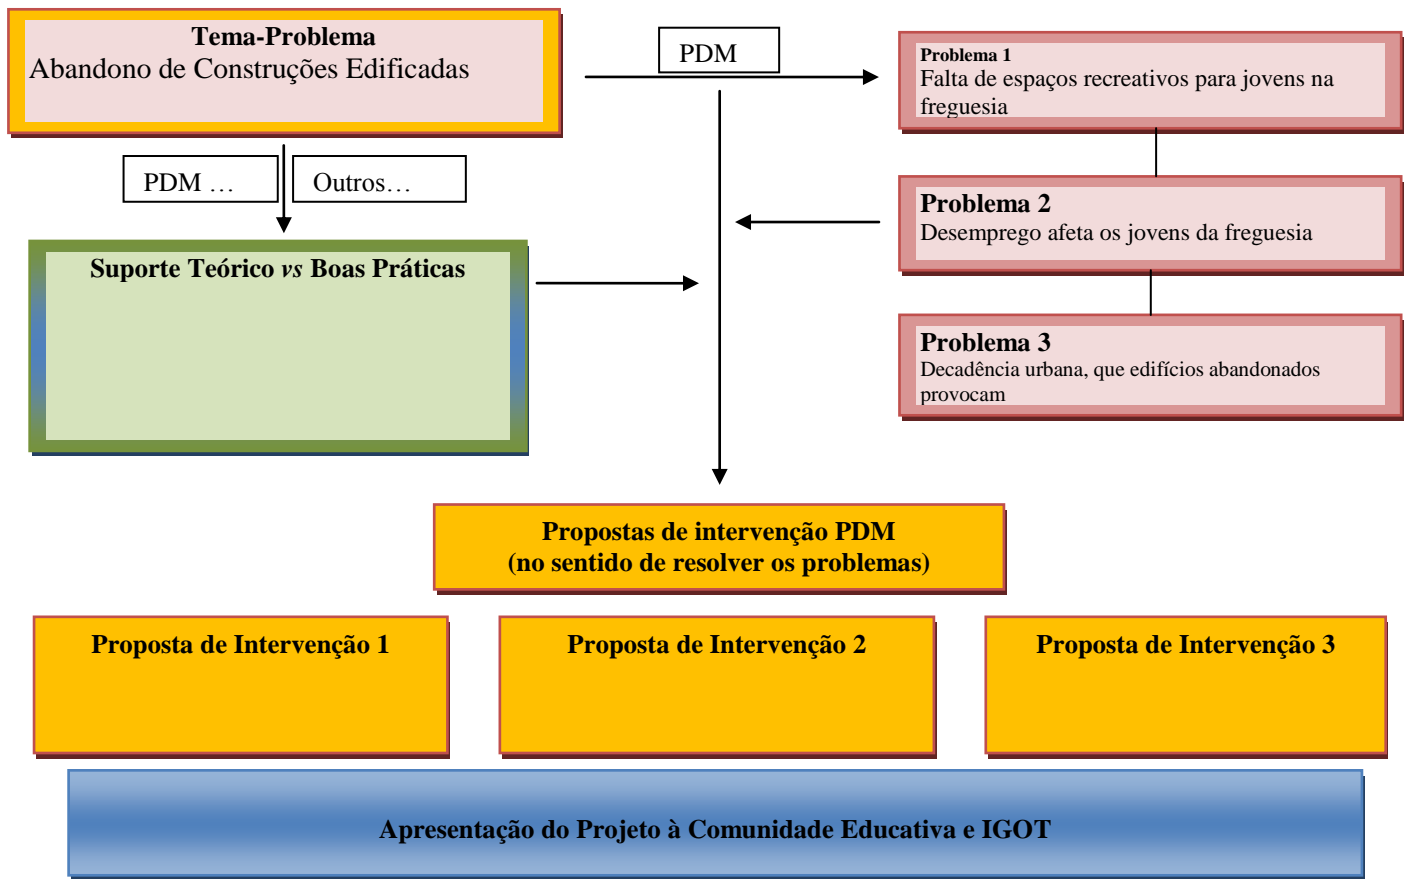 Tema-Problema
Abandono de Construções Edificadas
PDM
Problema 1
Falta de espaços recreativos para jovens na
freguesia
PDM …
Outros…
Problema 2
Desemprego afeta os jovens da freguesia
Suporte Teórico vs Boas Práticas
Problema 3
Decadência urbana, que edifícios abandonados
provocam
Propostas de intervenção PDM
(no sentido de resolver os problemas)
Proposta de Intervenção 1
Proposta de Intervenção 2
Proposta de Intervenção 3
Apresentação do Projeto à Comunidade Educativa e IGOT